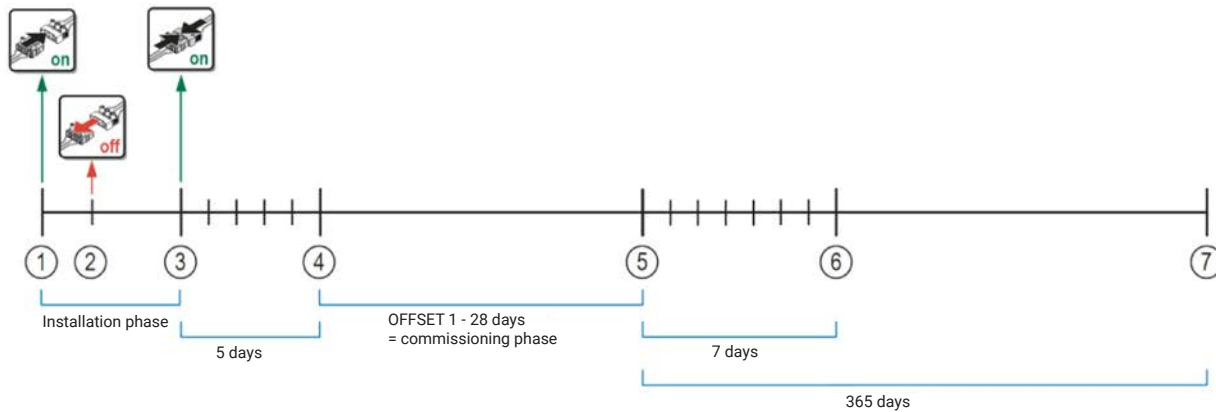 on
on
off
1 2 3 4 5 6 7
Installation phase
5 days
OFFSET 1 - 28 days
= commissioning phase
7 days
365 days